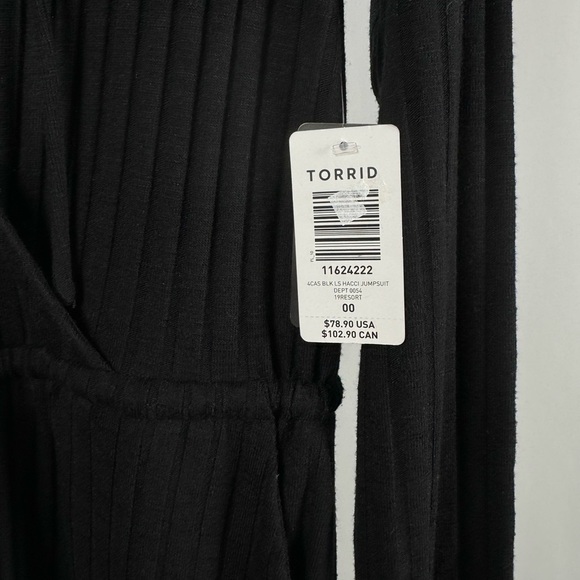 TORRID
11624222
4CAS BLK LS HACCI JUMPSUIT
DEPT 0054
19RESORT
00
$78.90 USA
$102.90 CAN